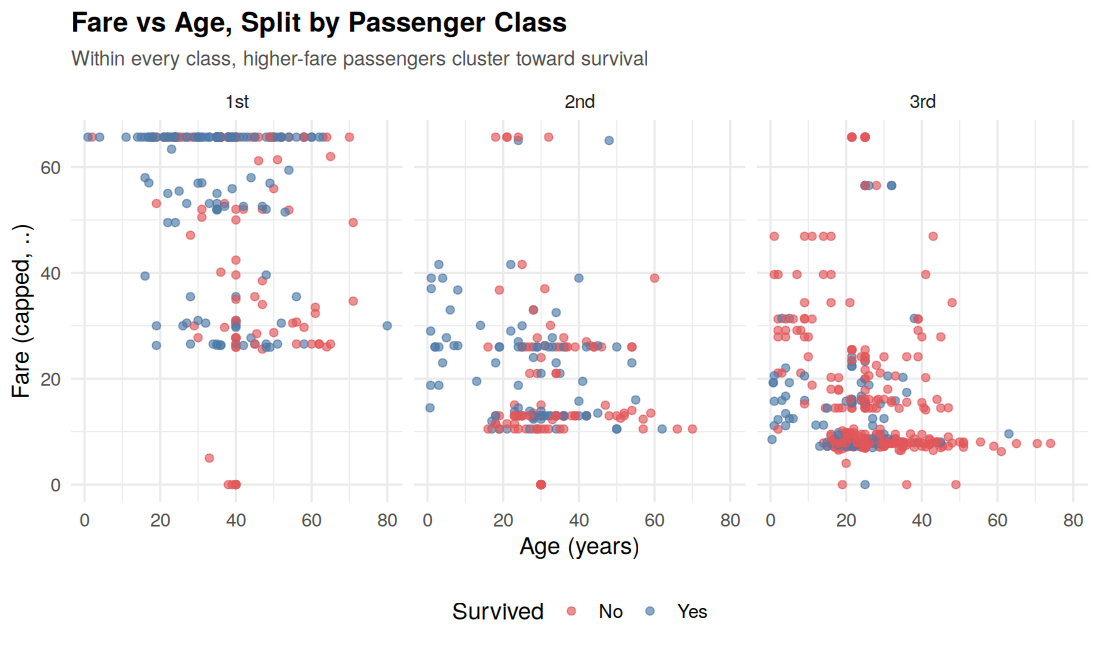 Fare vs Age, Split by Passenger Class
Within every class, higher-fare passengers cluster toward survival
1st 2nd 3rd
Fare (capped, ..)
60
40
20
0
0 20 40 60 80 0 20 40 60 80 0 20 40 60 80
Age (years)
Survived No Yes